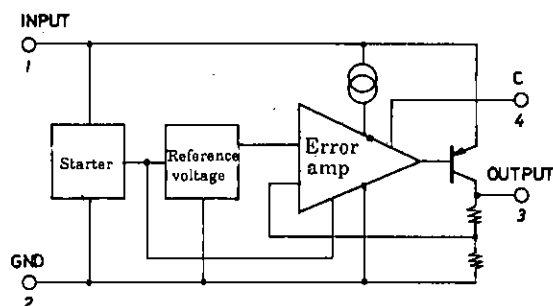 INPUT
1
C
4
Starter
Reference
voltage
Error
amp
OUTPUT
3
GND
2